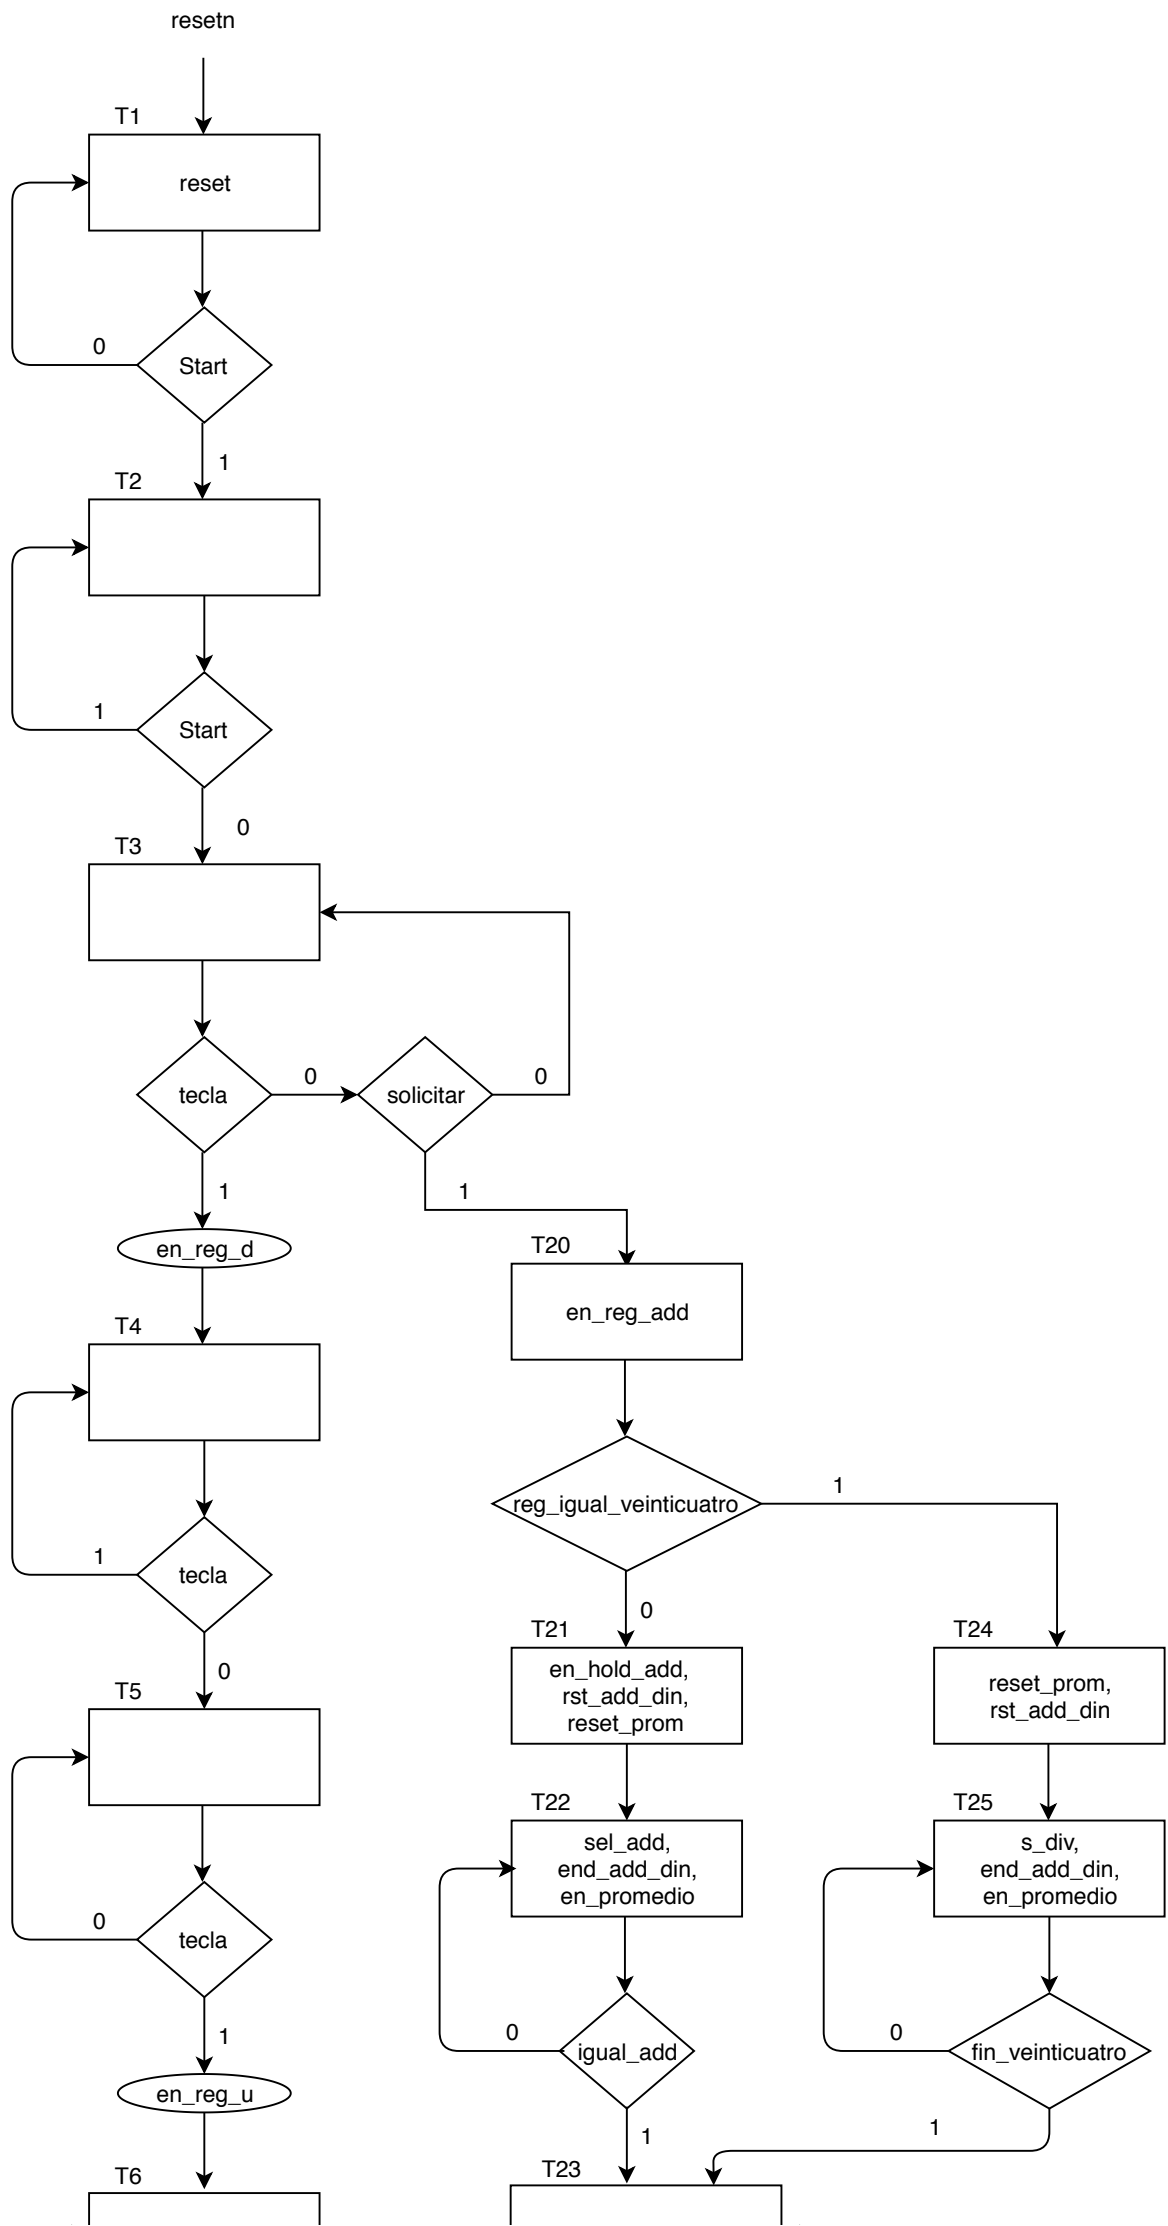 resetn
T1
reset
0
Start
1
T2
1
Start
0
T3
tecla
0
solicitar
0
1
1
en_reg_d
T20
en_reg_add
T4
reg_igual_veinticuatro
1
1
tecla
0
0
T21
en_hold_add,
rst_add_din,
reset_prom
T24
reset_prom,
rst_add_din
T5
T22
sel_add,
end_add_din,
en_promedio
T25
s_div,
end_add_din,
en_promedio
0
tecla
0
igual_add
0
fin_veinticuatro
1
1
1
en_reg_u
T6
T23